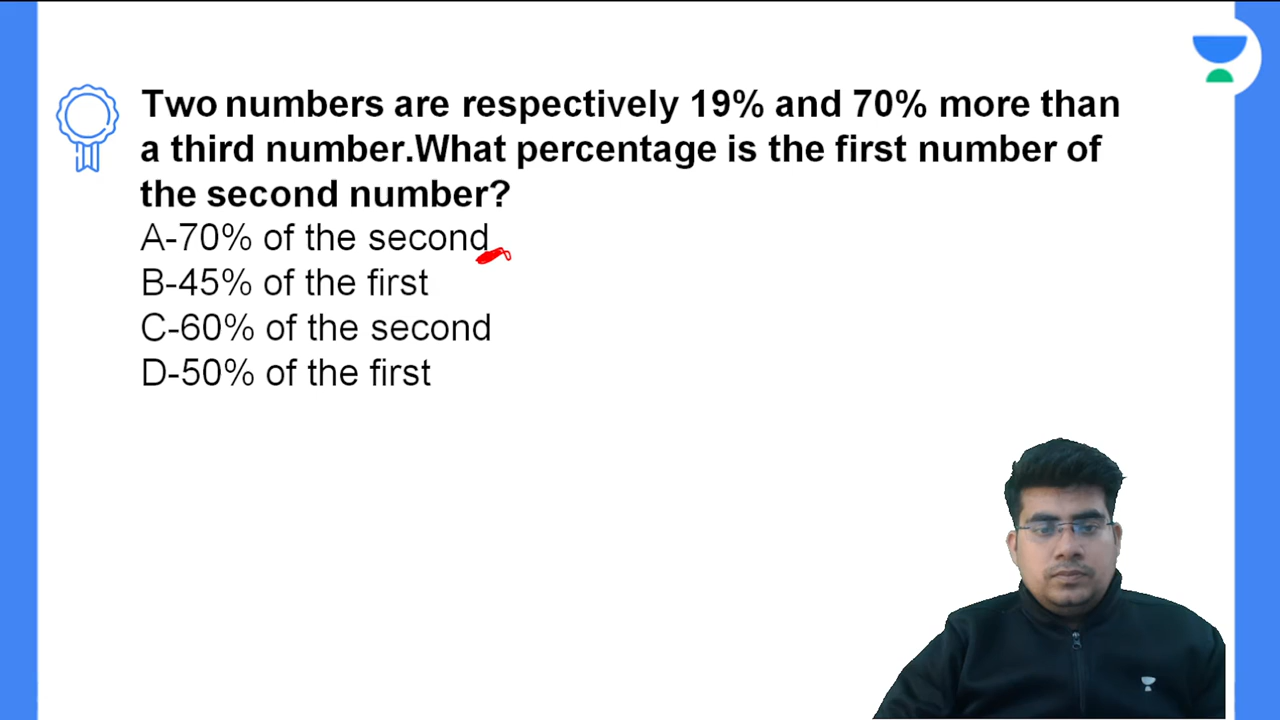 Two numbers are respectively 19% and 70% more than
a third number.What percentage is the first number of
the second number?
A-70% of the second
B-45% of the first
C-60% of the second
D-50% of the first